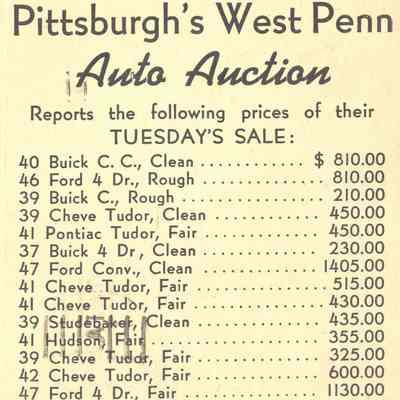 Pittsburgh's West Penn
Auto Auction
Reports the following prices of their
TUESDAY'S SALE:
40 Buick C. C., Clean ............ $ 810.00
46 Ford 4 Dr., Rough .............. 810.00
39 Buick C., Rough ................ 210.00
39 Cheve Tudor, Clean ............. 450.00
41 Pontiac Tudor, Fair ............ 450.00
37 Buick 4 Dr, Clean .............. 230.00
47 Ford Conv., Clean .............. 1405.00
41 Cheve Tudor, Fair .............. 515.00
41 Cheve Tudor, Fair .............. 430.00
39 Studebaker, Clean .............. 435.00
41 Hudson, Fair ................... 355.00
39 Cheve Tudor, Fair .............. 325.00
42 Cheve Tudor, Fair .............. 600.00
47 Ford 4 Dr., Fair ............... 1130.00